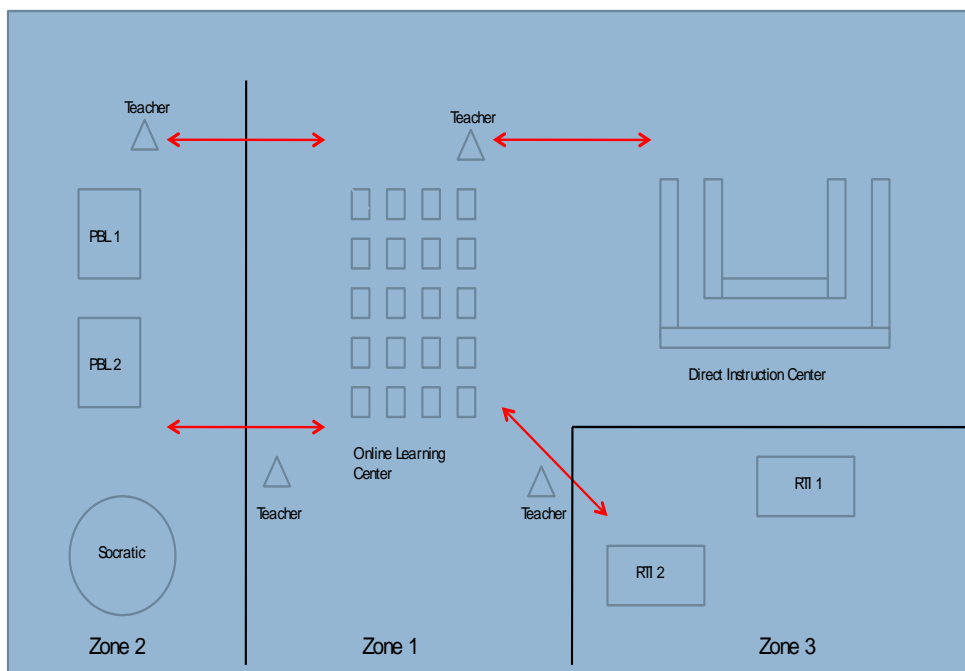 Teacher
Teacher
PBL 1
PBL 2
Direct Instruction Center
Online Learning
Center
RTI 1
Teacher
Teacher
Socratic
RTI 2
Zone 2
Zone 1
Zone 3